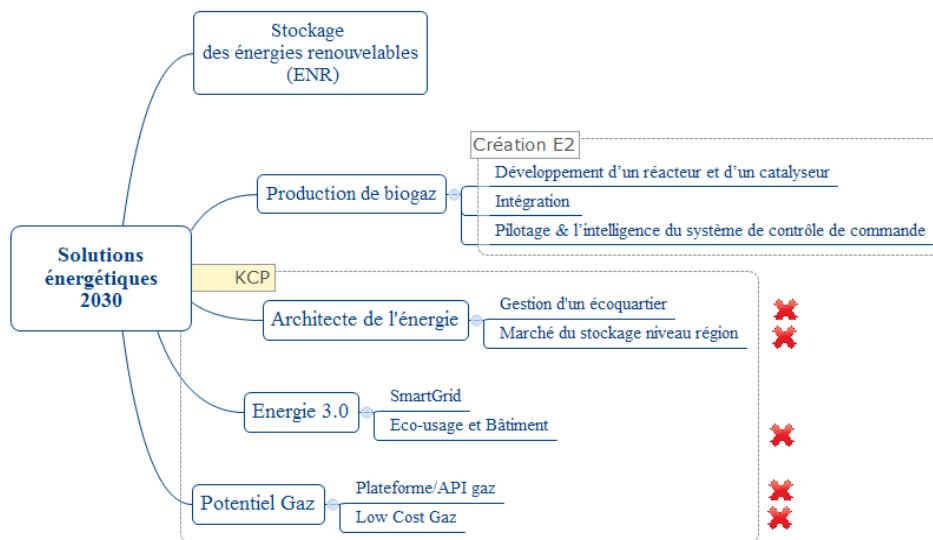 Stockage
des énergies renouvelables
(ENR)
Création E2
Production de biogaz
Développement d'un réacteur et d'un catalyseur
Intégration
Pilotage & l'intelligence du système de contrôle de commande
Solutions
énergétiques
2030
KCP
Architecte de l'énergie
Gestion d'un écoquartier
Marché du stockage niveau région
Energie 3.0
SmartGrid
Eco-usage et Bâtiment
Potentiel Gaz
Plateforme/API gaz
Low Cost Gaz